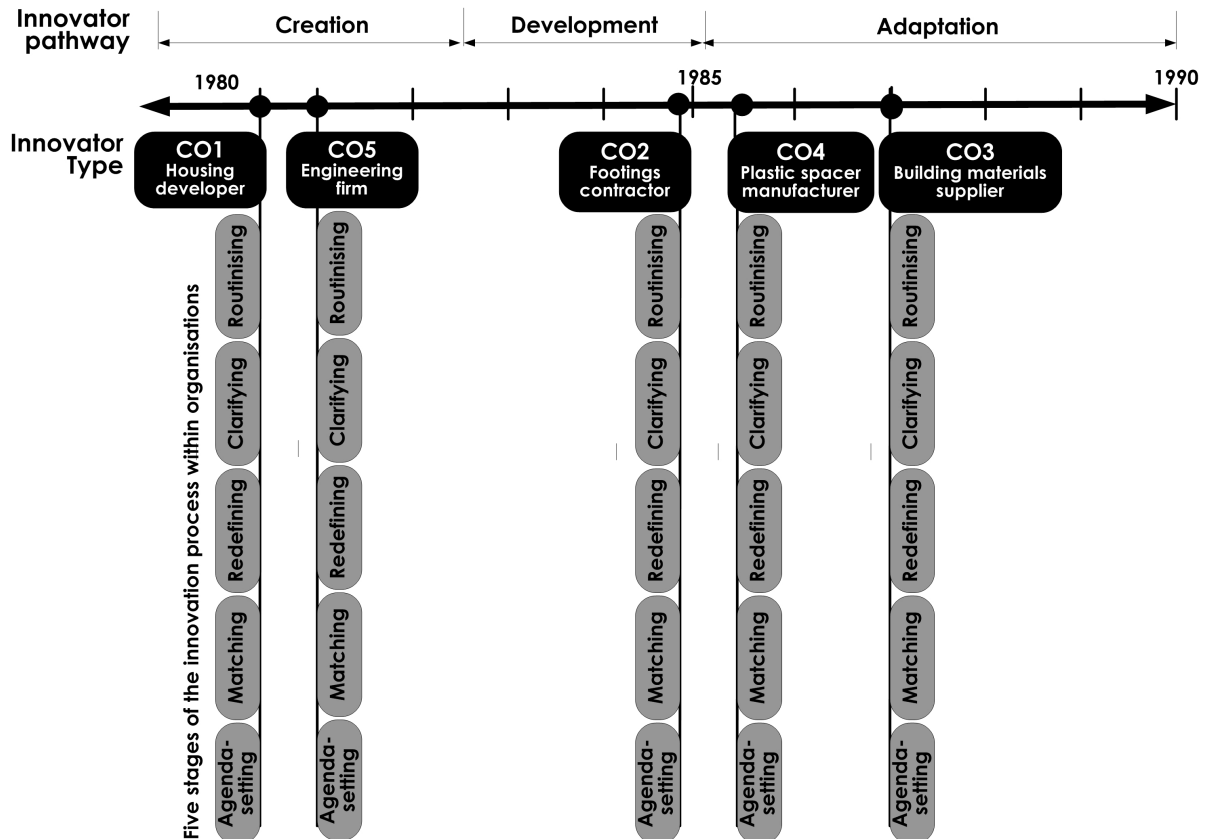 Innovator
pathway
Creation
Development
Adaptation
1980
1985
1990
Innovator
Type
CO1
Housing
developer
CO5
Engineering
firm
CO2
Footings
contractor
CO4
Plastic spacer
manufacturer
CO3
Building materials
supplier
Five stages of the innovation process within organisations
Routinising
Routinising
Routinising
Routinising
Routinising
Clarifying
Clarifying
Clarifying
Clarifying
Clarifying
Redefining
Redefining
Redefining
Redefining
Redefining
Matching
Matching
Matching
Matching
Matching
Agenda-
setting
Agenda-
setting
Agenda-
setting
Agenda-
setting
Agenda-
setting